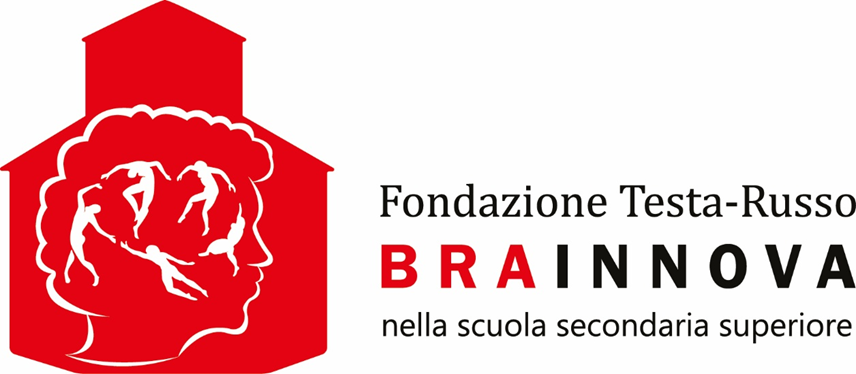 Fondazione Testa-Russo
BRAINNOVA
nella scuola secondaria superiore